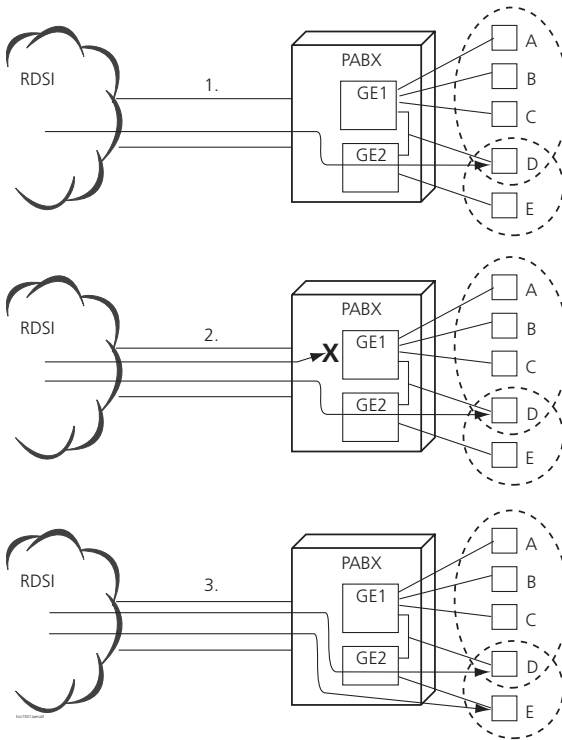 RDSI
1.
PABX
GE1
GE2
A
B
C
D
E
RDSI
2.
PABX
X
GE1
GE2
A
B
C
D
E
RDSI
3.
PABX
GE1
GE2
A
B
C
D
E